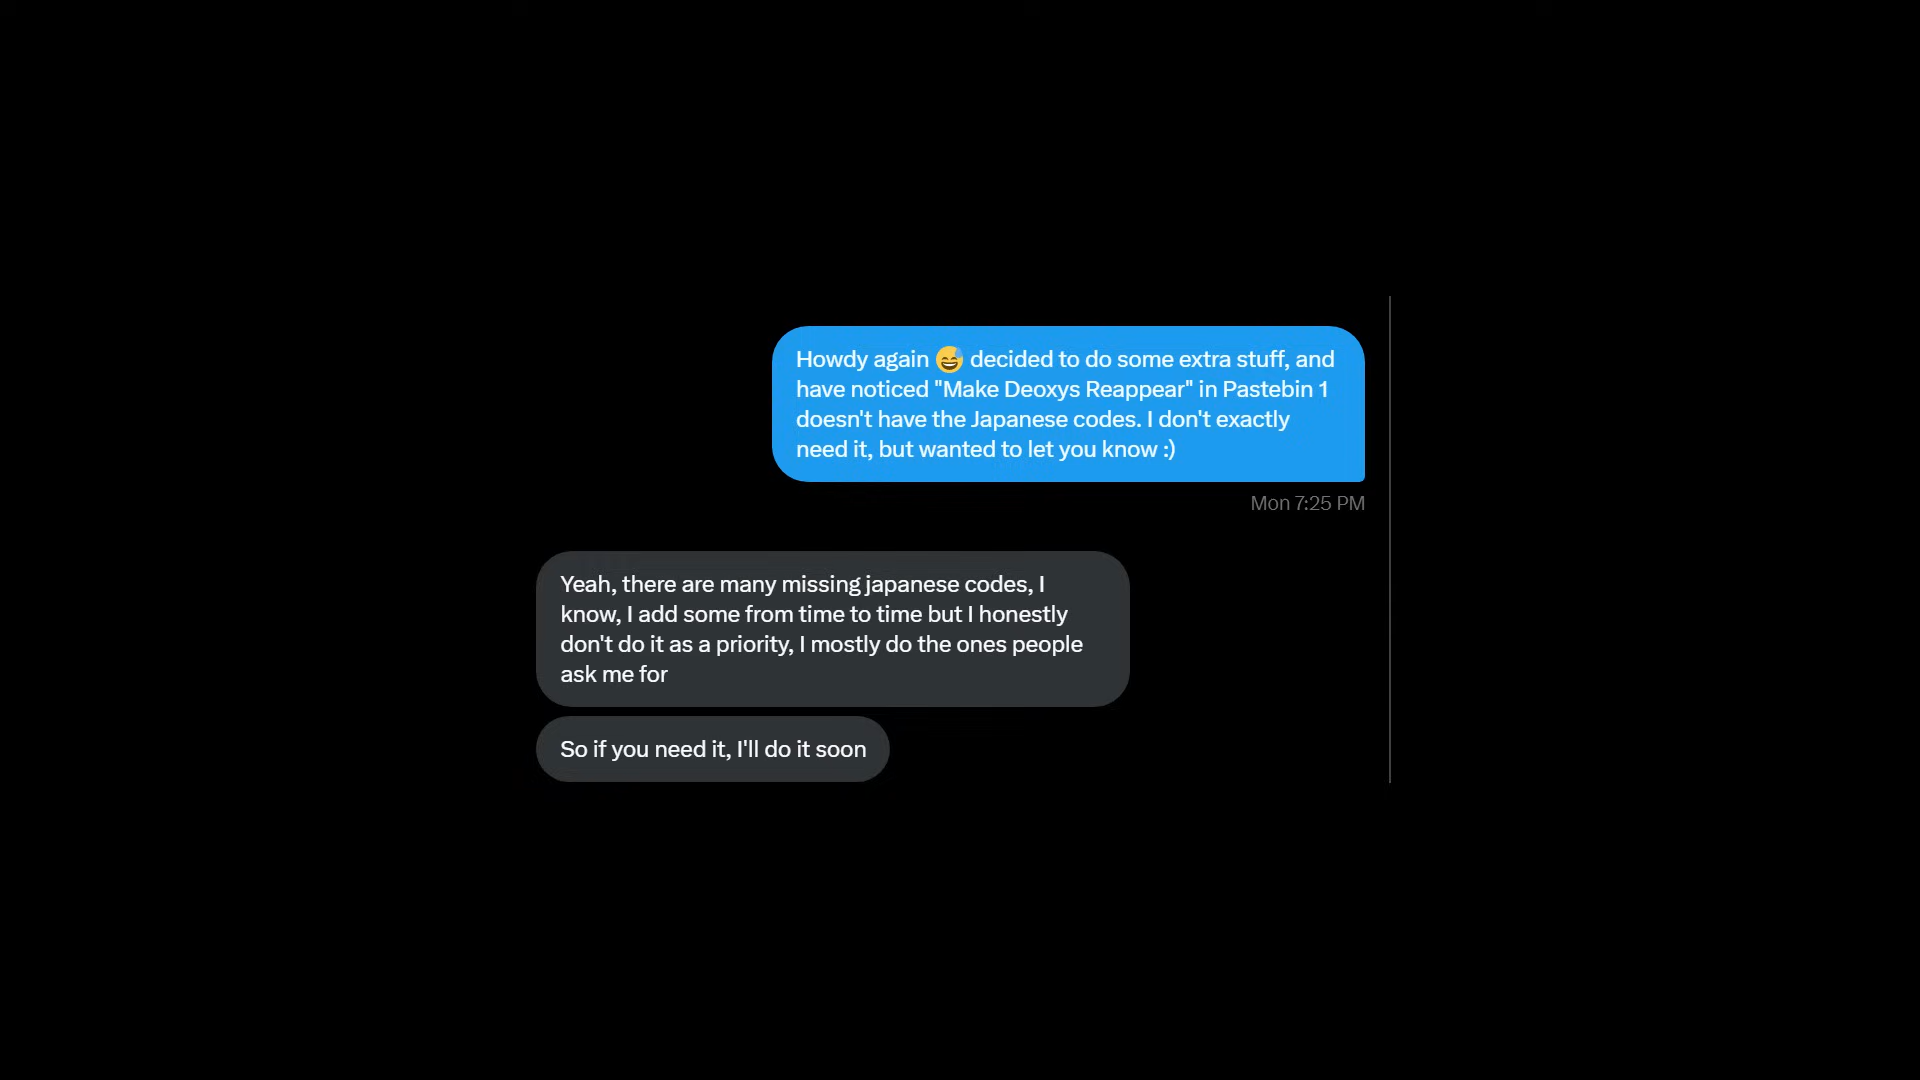 Howdy again 😅 decided to do some extra stuff, and
have noticed "Make Deoxys Reappear" in Pastebin 1
doesn't have the Japanese codes. I don't exactly
need it, but wanted to let you know :)
Mon 7:25 PM
Yeah, there are many missing japanese codes, I
know, I add some from time to time but I honestly
don't do it as a priority, I mostly do the ones people
ask me for
So if you need it, I'll do it soon